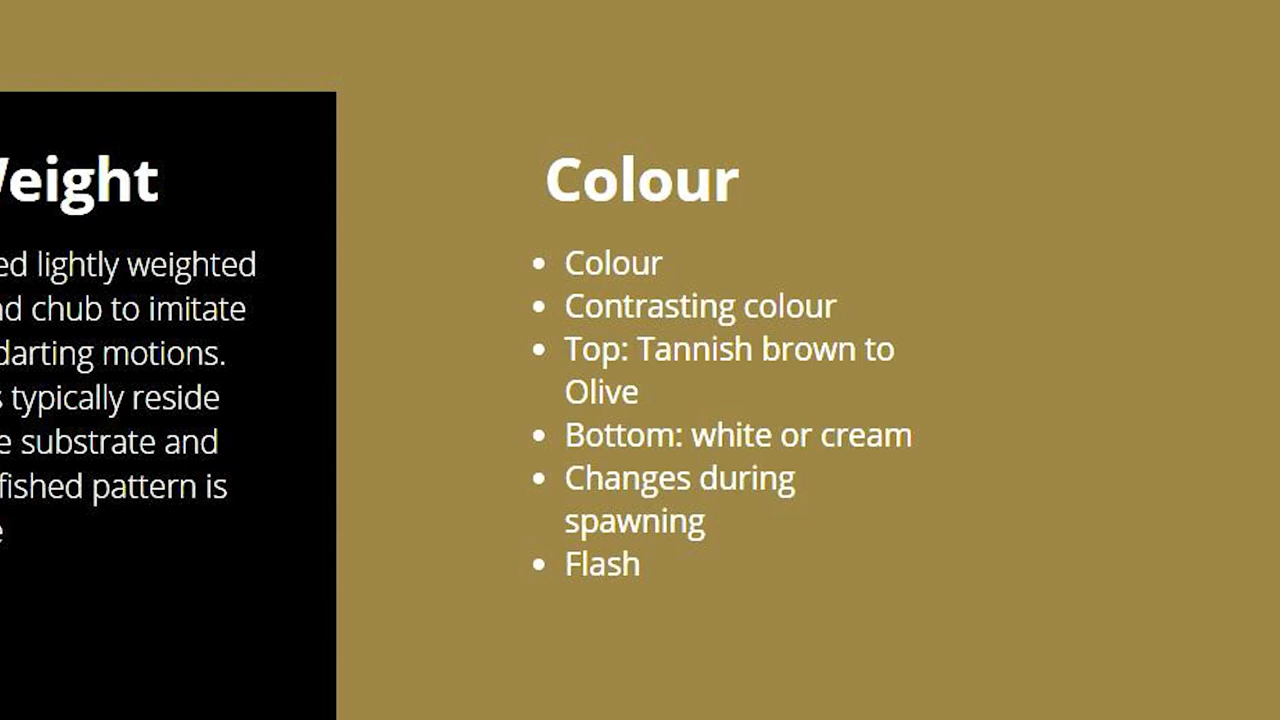 eight
ed lightly weighted
nd chub to imitate
darting motions.
s typically reside
e substrate and
fished pattern is
e
Colour
Colour
Contrasting colour
Top: Tannish brown to
Olive
Bottom: white or cream
Changes during
spawning
Flash